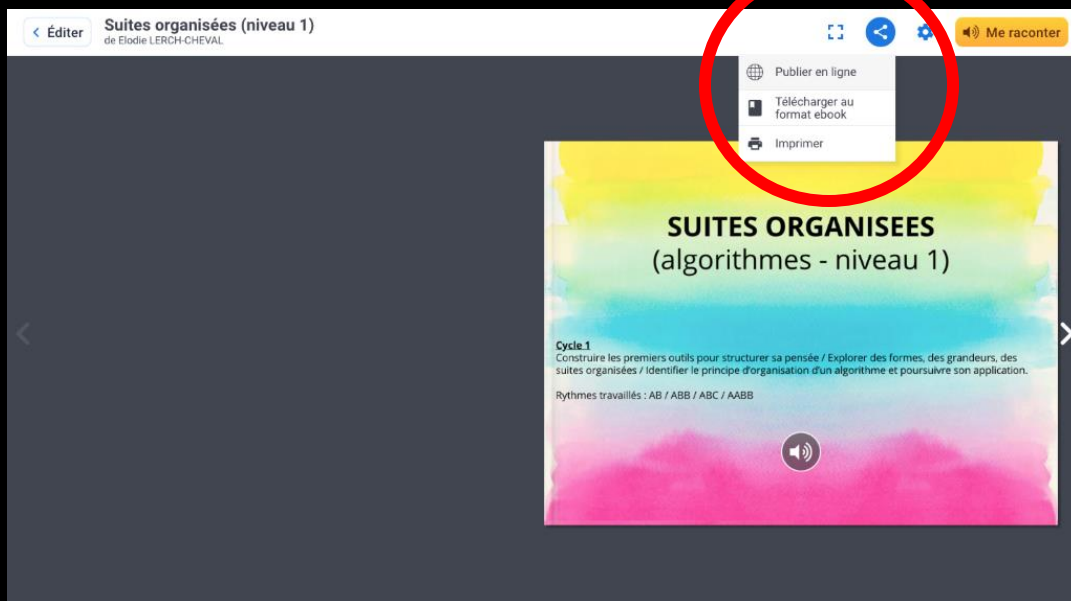 Éditer
Suites organisées (niveau 1)
de Elodie LERCH-CHEVAL
Me raconter
Publier en ligne
Télécharger au
format ebook
Imprimer
SUITES ORGANISEES
(algorithmes - niveau 1)
Cycle 1
Construire les premiers outils pour structurer sa pensée / Explorer des formes, des grandeurs, des
suites organisées / Identifier le principe d'organisation d'un algorithme et poursuivre son application.
Rythmes travaillés : AB / ABB / ABC / AABB